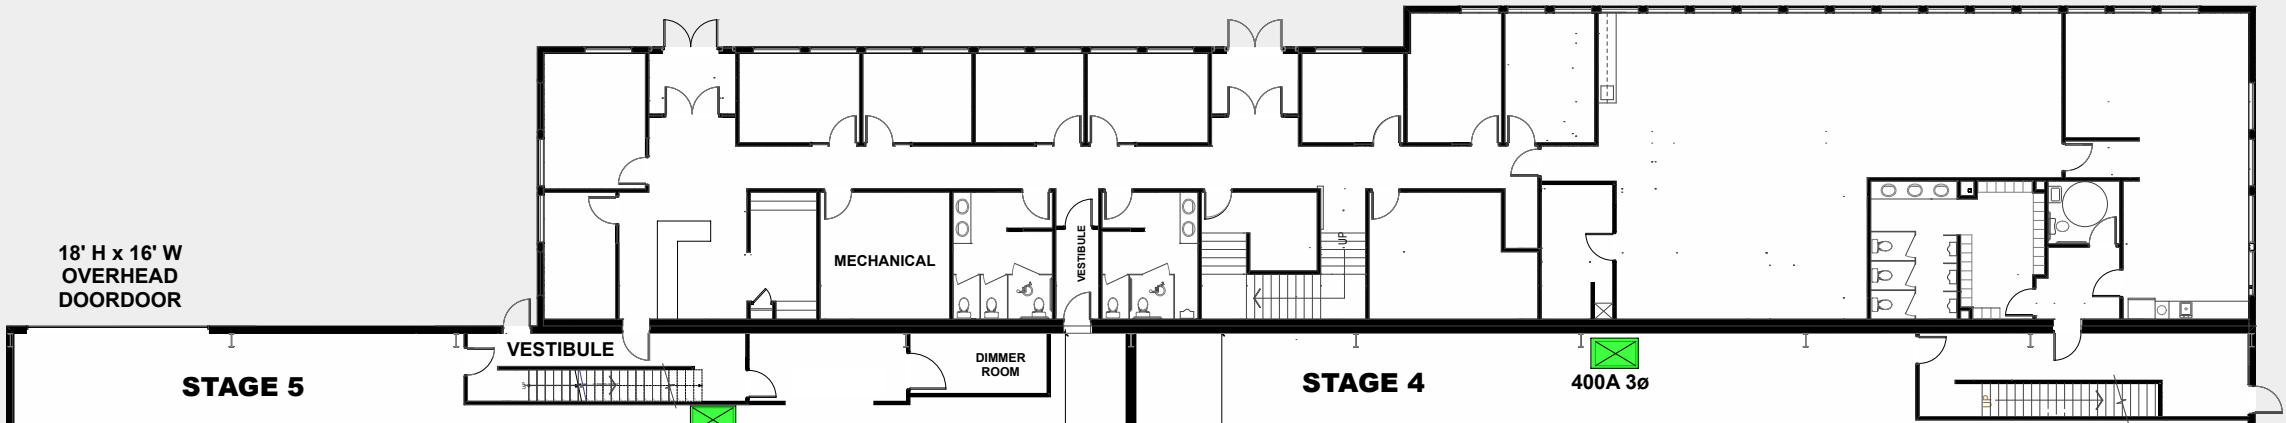 18' H x 16' W
OVERHEAD
DOORDOOR
MECHANICAL
VESTIBULE
UP
VESTIBULE
DIMMER
ROOM
STAGE 5
STAGE 4
400A 3ø
UP